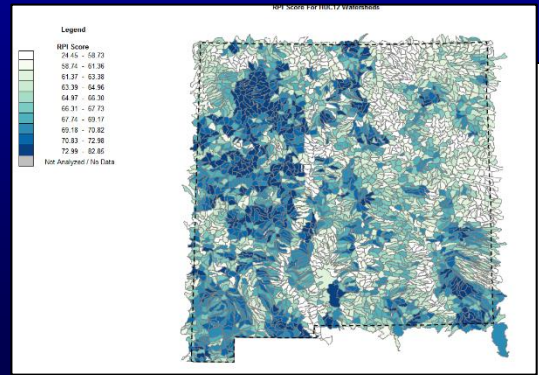 RPI Score For HUC12 Watersheds
Legend
RPI Score
24.45 - 58.73
58.74 - 61.36
61.37 - 63.38
63.39 - 64.96
64.97 - 66.30
66.31 - 67.73
67.74 - 69.17
69.18 - 70.82
70.83 - 72.98
72.99 - 82.85
Not Analyzed / No Data